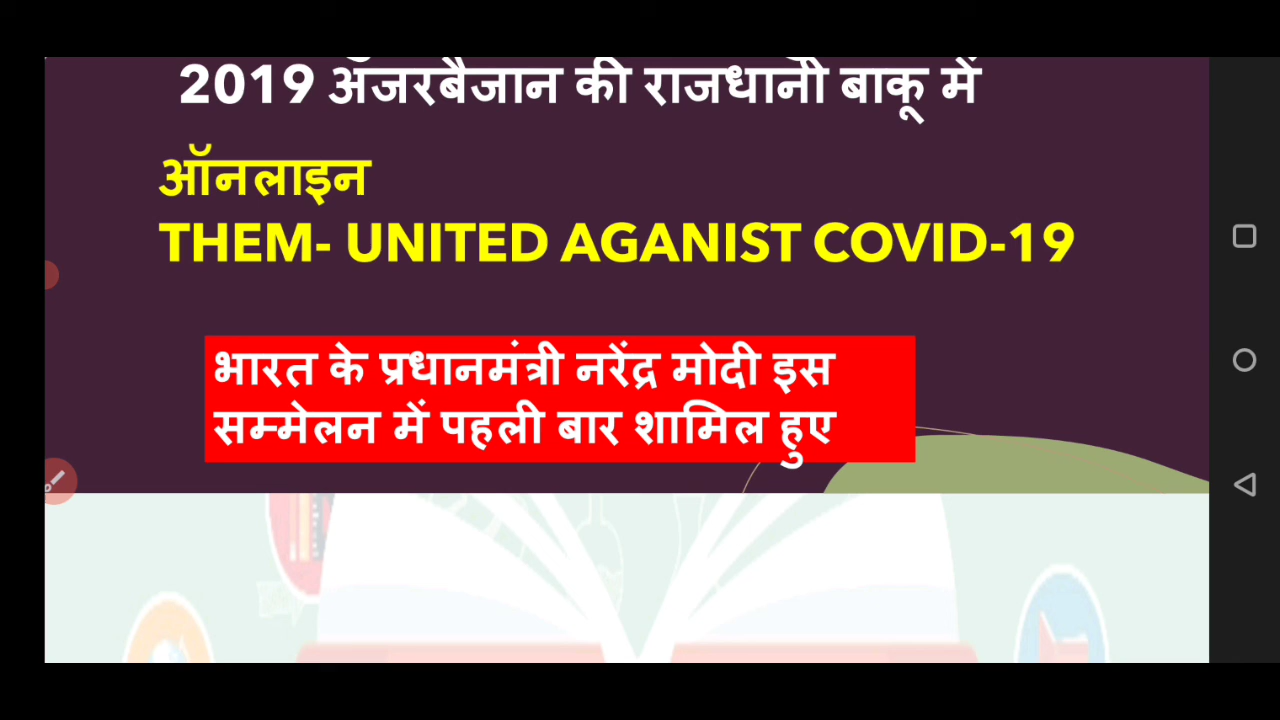 2019 अजरबैजान की राजधानी बाकू में
ऑनलाइन
THEM- UNITED AGANIST COVID-19
भारत के प्रधानमंत्री नरेंद्र मोदी इस
सम्मेलन में पहली बार शामिल हुए